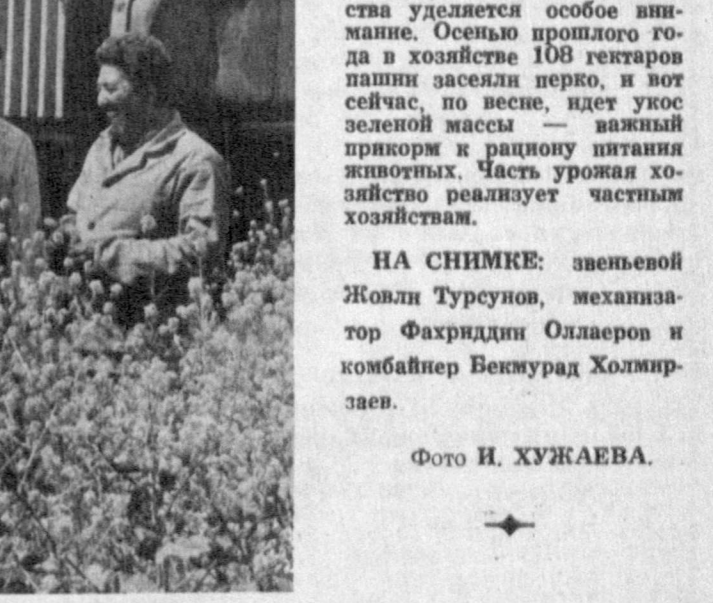 ства уделяется особое вни-
мание. Осенью прошлого го-
да в хозяйстве 108 гектаров
пашни засеяли перко, и вот
сейчас, по весне, идет укос
зеленой массы — важный
прикорм к рациону питания
животных. Часть урожая хо-
зяйство реализует частным
хозяйствам.
НА СНИМКЕ: звеньевой
Жовли Турсунов, механиза-
тор Фахриддин Оллаеров и
комбайнер Бекмурад Холмир-
заев.
Фото И. ХУЖАЕВА.